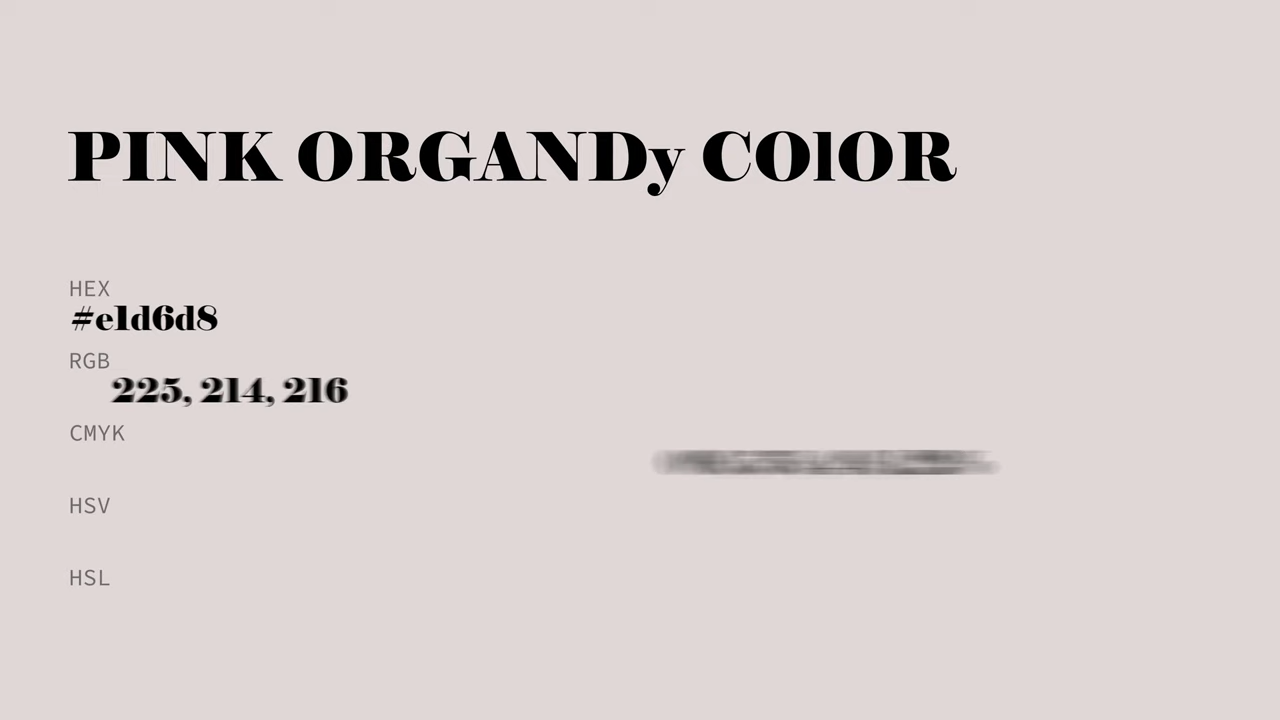 PINK ORGANDy COlOR
HEX
#e1d6d8
RGB
225, 214, 216
CMYK
HSV
HSL